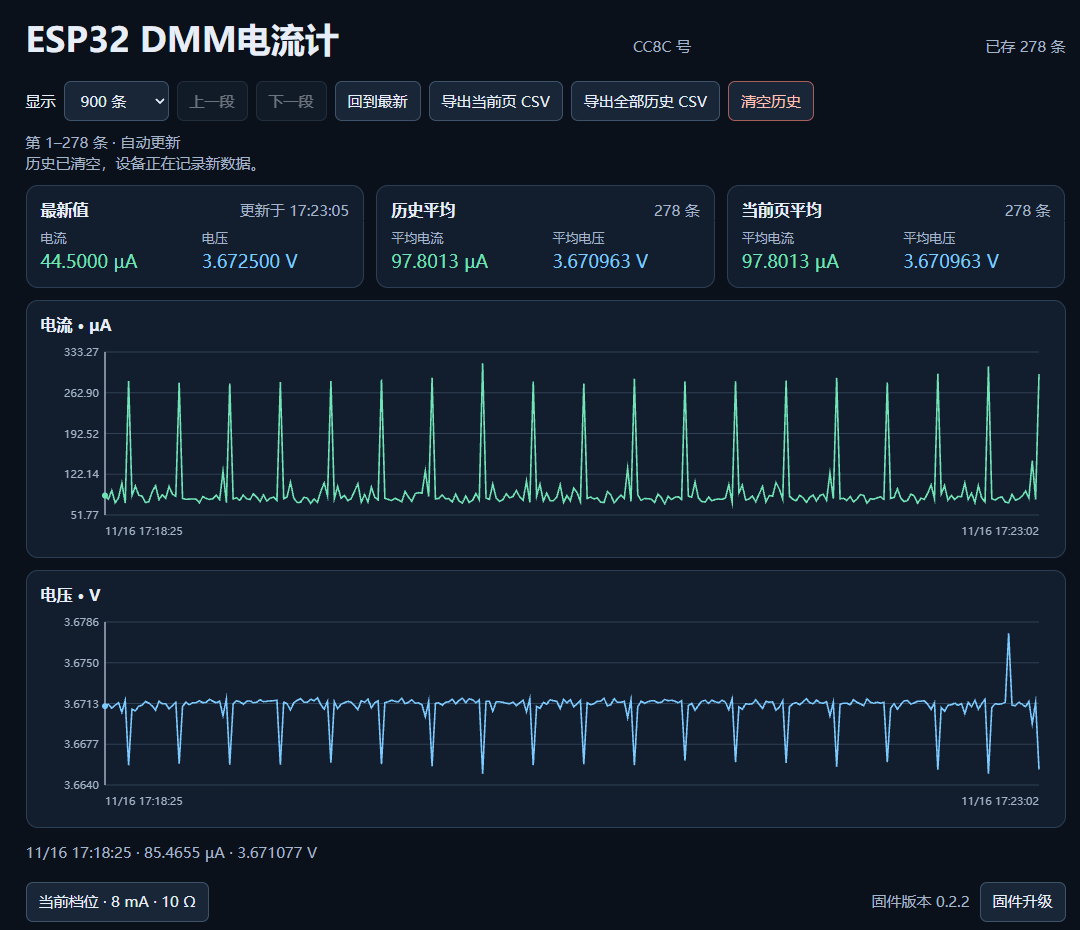 ESP32 DMM电流计
CC8C 号
已存 278 条
显示 900 条 上一段 下一段 回到最新 导出当前页 CSV 导出全部历史 CSV 清空历史
第 1–278 条 · 自动更新
历史已清空，设备正在记录新数据。
最新值 更新于 17:23:05
电流 电压
44.5000 µA 3.672500 V
历史平均 278 条
平均电流 平均电压
97.8013 µA 3.670963 V
当前页平均 278 条
平均电流 平均电压
97.8013 µA 3.670963 V
电流 • µA
333.27
262.90
192.52
122.14
51.77
11/16 17:18:25 11/16 17:23:02
电压 • V
3.6786
3.6750
3.6713
3.6677
3.6640
11/16 17:18:25 11/16 17:23:02
11/16 17:18:25 · 85.4655 µA · 3.671077 V
当前档位 · 8 mA · 10 Ω
固件版本 0.2.2 固件升级